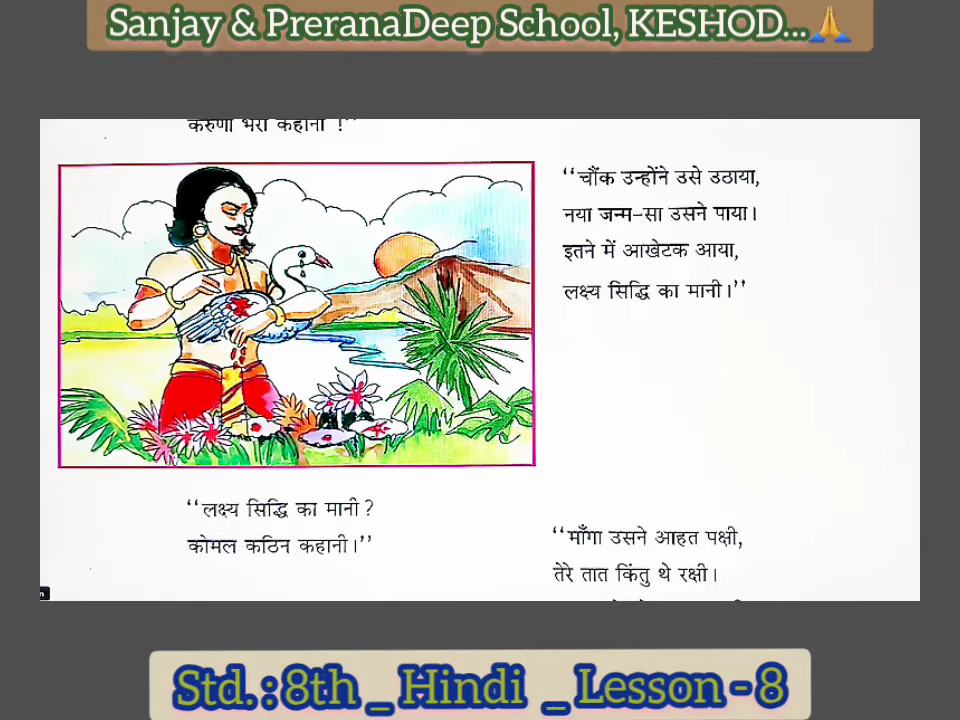 Sanjay & PreranaDeep School, KESHOD...🙏
करुणा भरी कहानी !’’
‘‘चौंक उन्होंने उसे उठाया,
नया जन्म-सा उसने पाया।
इतने में आखेटक आया,
लक्ष्य सिद्धि का मानी।’’
‘‘लक्ष्य सिद्धि का मानी ?
कोमल कठिन कहानी।’’
‘‘माँगा उसने आहत पक्षी,
तेरे तात किंतु थे रक्षी।
Std. : 8th _ Hindi _ Lesson - 8